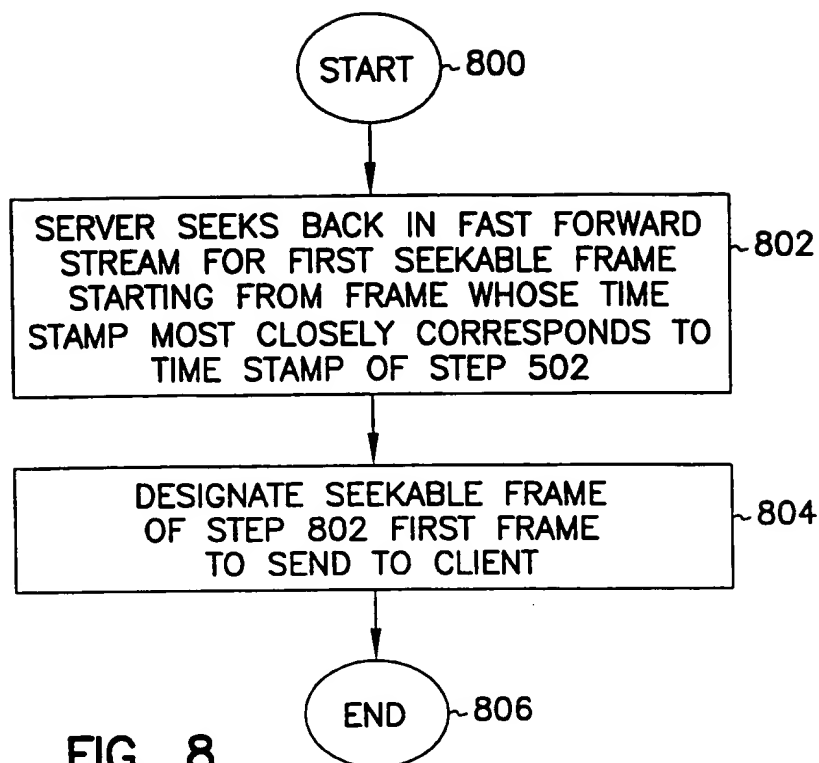 START
800
SERVER SEEKS BACK IN FAST FORWARD
STREAM FOR FIRST SEEKABLE FRAME
STARTING FROM FRAME WHOSE TIME
STAMP MOST CLOSELY CORRESPONDS TO
TIME STAMP OF STEP 502
802
DESIGNATE SEEKABLE FRAME
OF STEP 802 FIRST FRAME
TO SEND TO CLIENT
804
END
806
FIG. 8